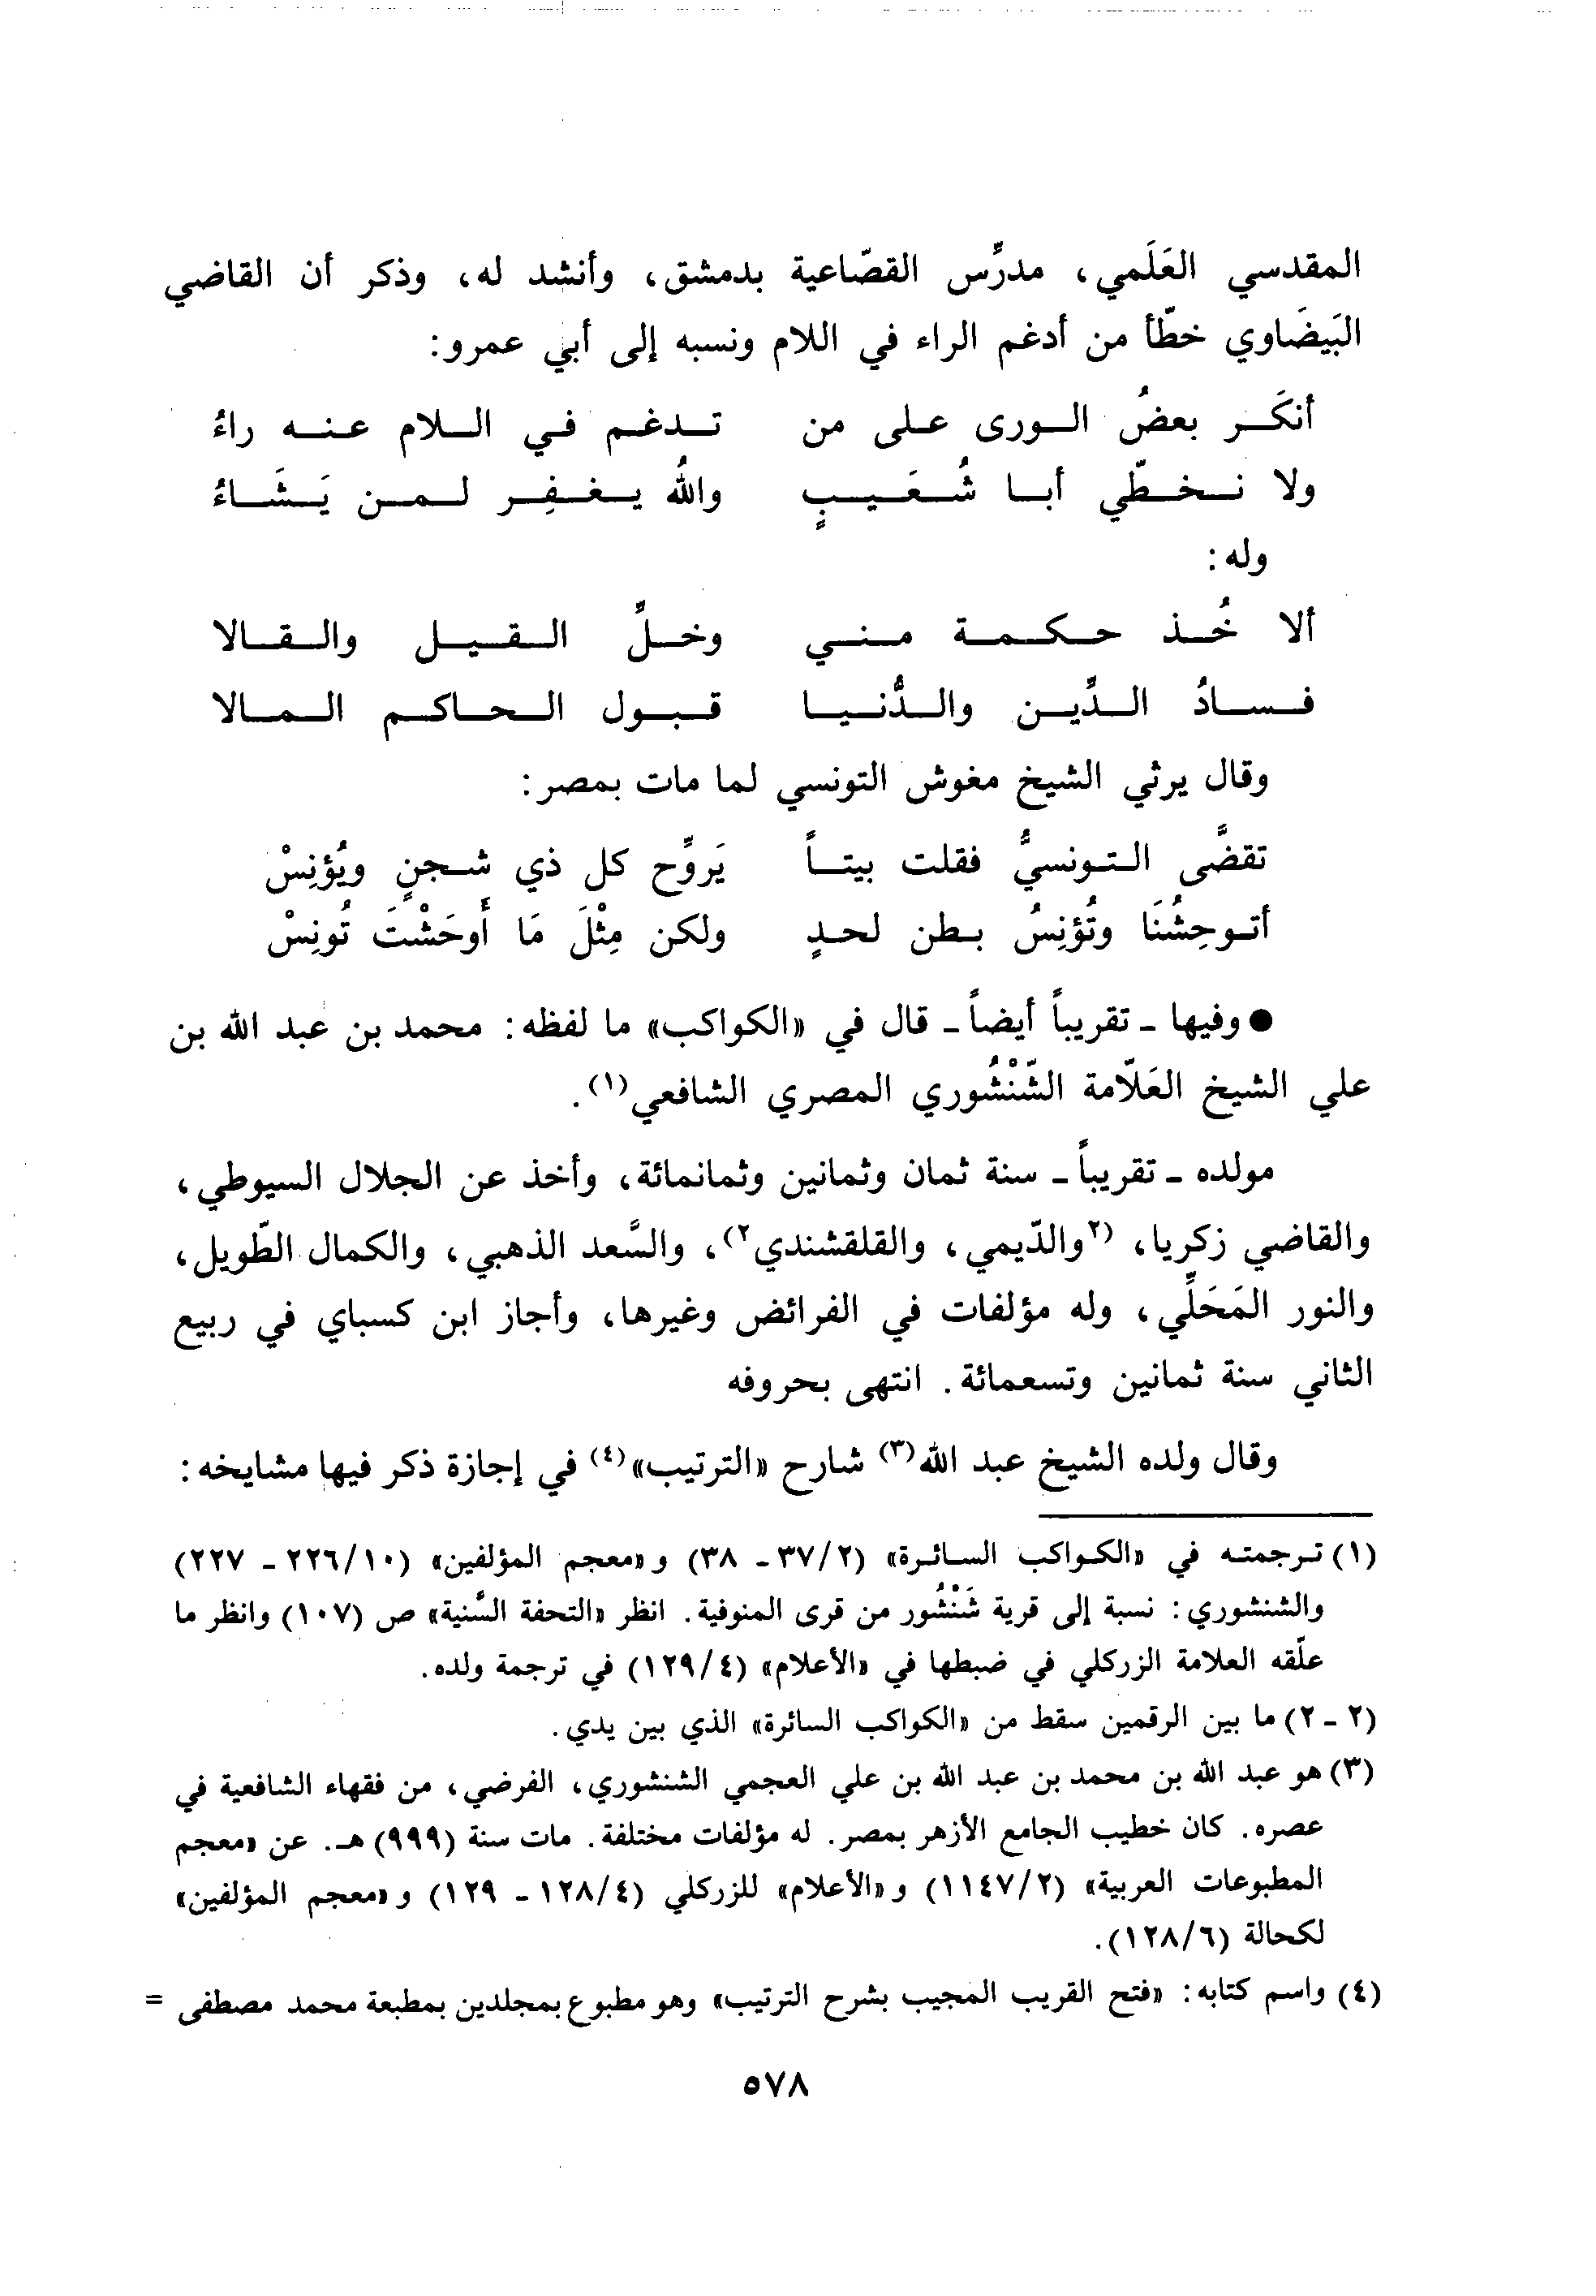 المقدسي العَلَمي، مدرِّس القصّاعية بدمشق، وأنشد له، وذكر أن القاضي
البَيضَاوي خطّأ من أدغم الراء في اللام ونسبه إلى أبي عمرو:
أنكَر بعضُ الورى على من تدغم في اللام عنه راءُ
ولا نخطّي أبا شُعَيبٍ واللهُ يغفِر لمن يَشَاءُ
وله:
ألا خُذ حكمة مني وخلِّ القيل والقالا
فسادُ الدِّين والدُّنيا قبول الحاكم المالا
وقال يرثي الشيخ مغوش التونسي لما مات بمصر:
تقضَّى التونسيُّ فقلت بيتاً يَروِّح كل ذي شجنٍ ويُؤنِسْ
أتوحِشُنَا وتُؤنِسُ بطن لحدٍ ولكن مِثْلَ مَا أَوحَشْتَ تُونِسْ
● وفيها - تقريباً أيضاً - قال في «الكواكب» ما لفظه: محمد بن عبد الله بن
علي الشيخ العَلاّمة الشّنْشُوري المصري الشافعي(١).
مولده - تقريباً - سنة ثمان وثمانين وثمانمائة، وأخذ عن الجلال السيوطي،
والقاضي زكريا، (٢والدّيمي، والقلقشندي٢)، والسَّعد الذهبي، والكمال الطّويل،
والنور المَحَلِّي، وله مؤلفات في الفرائض وغيرها، وأجاز ابن كسباي في ربيع
الثاني سنة ثمانين وتسعمائة. انتهى بحروفه
وقال ولده الشيخ عبد الله(٣) شارح «الترتيب»(٤) في إجازة ذكر فيها مشايخه:
(١) ترجمته في «الكواكب السائرة» (٣٧/٢ - ٣٨) و«معجم المؤلفين» (٢٢٦/١٠ - ٢٢٧)
والشنشوري: نسبة إلى قرية شَنْشُور من قرى المنوفية. انظر «التحفة السَّنية» ص (١٠٧) وانظر ما
علّقه العلامة الزركلي في ضبطها في «الأعلام» (١٢٩/٤) في ترجمة ولده.
(٢ - ٢) ما بين الرقمين سقط من «الكواكب السائرة» الذي بين يدي.
(٣) هو عبد الله بن محمد بن عبد الله بن علي العجمي الشنشوري، الفرضي، من فقهاء الشافعية في
عصره. كان خطيب الجامع الأزهر بمصر. له مؤلفات مختلفة. مات سنة (٩٩٩) هـ. عن «معجم
المطبوعات العربية» (١١٤٧/٢) و«الأعلام» للزركلي (١٢٨/٤ - ١٢٩) و«معجم المؤلفين»
لكحالة (١٢٨/٦).
(٤) واسم كتابه: «فتح القريب المجيب بشرح الترتيب» وهو مطبوع بمجلدين بمطبعة محمد مصطفى =
٥٧٨